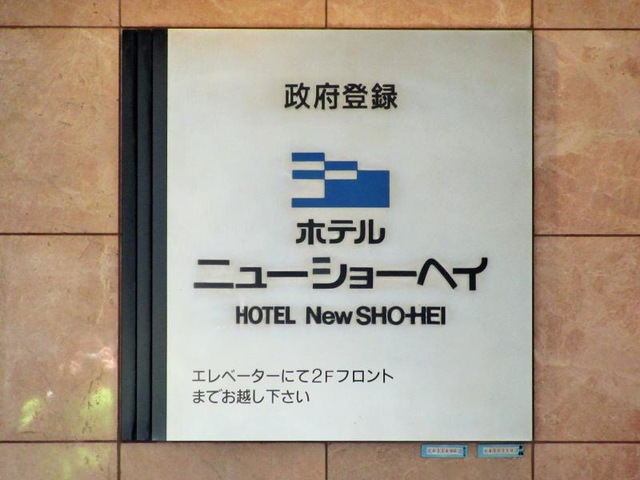 政府登録
ホテル
ニューショーヘイ
HOTEL New SHO-HEI
エレベーターにて2Fフロント
までお越し下さい